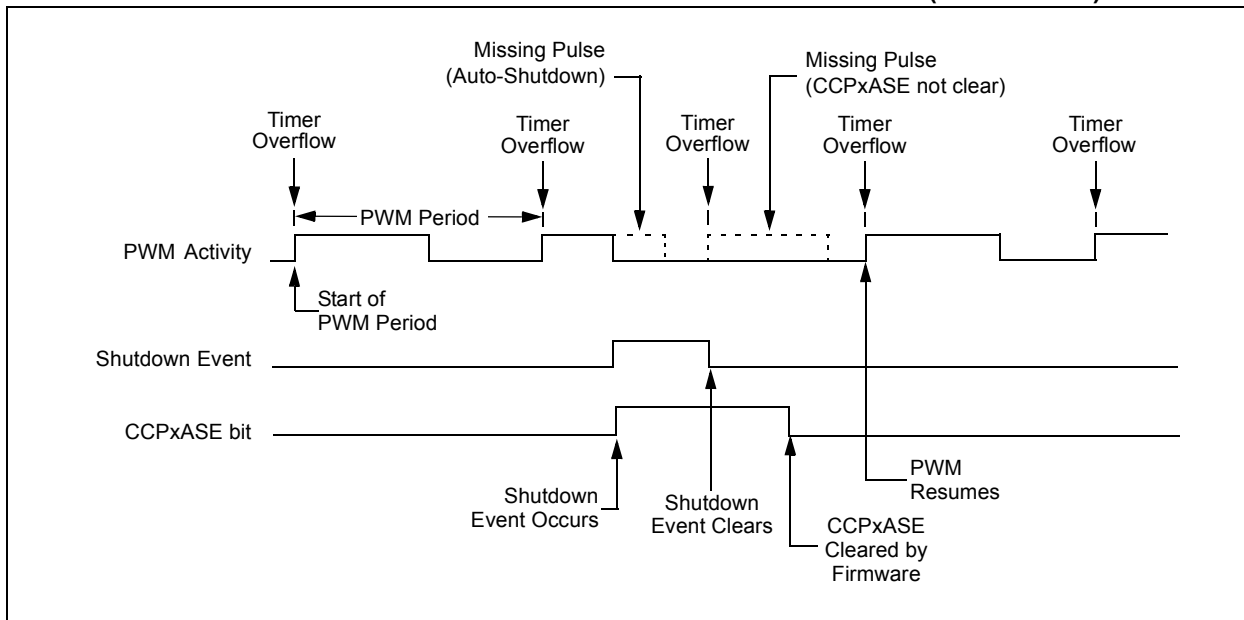 Missing Pulse
(Auto-Shutdown)
Missing Pulse
(CCPxASE not clear)
Timer
Overflow
Timer
Overflow
Timer
Overflow
Timer
Overflow
Timer
Overflow
PWM Period
PWM Activity
Start of
PWM Period
Shutdown Event
CCPxASE bit
Shutdown
Event Occurs
Shutdown
Event Clears
PWM
Resumes
CCPxASE
Cleared by
Firmware